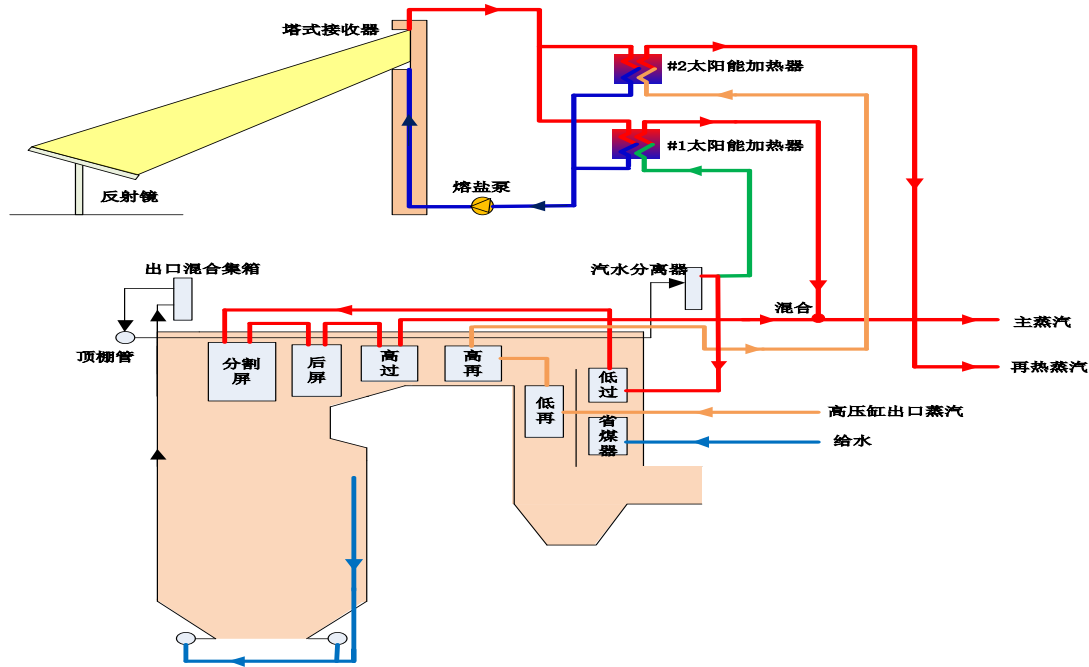 塔式接收器
#2太阳能加热器
#1太阳能加热器
熔盐泵
反射镜
出口混合集箱
汽水分离器
混合
主蒸汽
顶棚管
分割
屏
后
屏
高
过
高
再
低
过
再热蒸汽
低
再
高压缸出口蒸汽
省
煤
器
给水